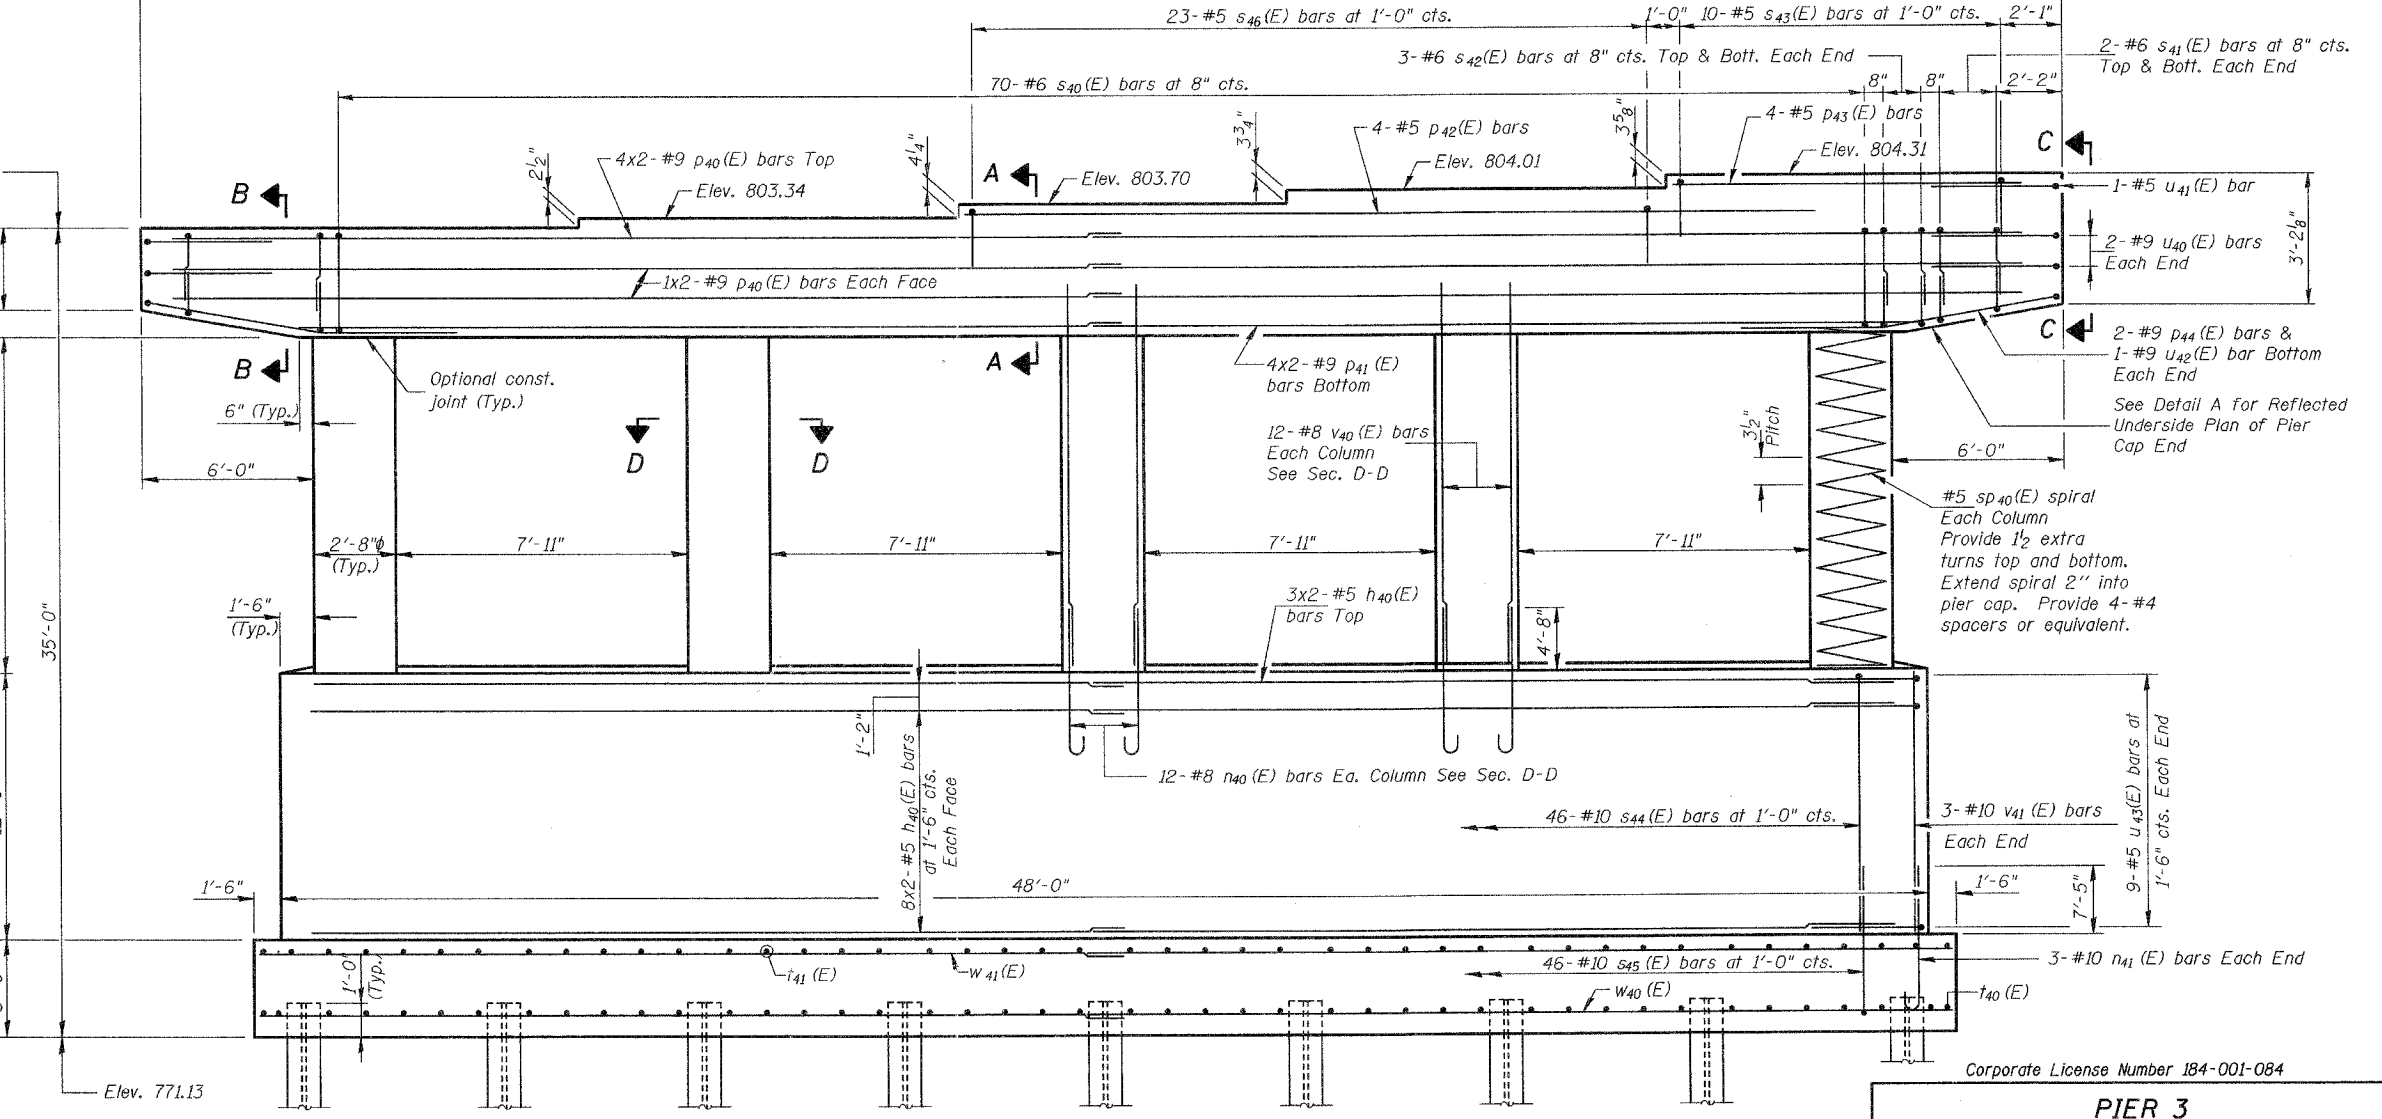 23-#5 s46(E) bars at 1'-0" cts.
1'-0"
10-#5 s43(E) bars at 1'-0" cts.
2'-1"
3-#6 s42(E) bars at 8" cts. Top & Bott. Each End
2-#6 s41(E) bars at 8" cts.
Top & Bott. Each End
70-#6 s40(E) bars at 8" cts.
8"
8"
2'-2"
2½"
4x2-#9 p40(E) bars Top
4¼"
3¾"
4-#5 p42(E) bars
3⅝"
4-#5 p43(E) bars
B
Elev. 803.34
A
Elev. 803.70
Elev. 804.01
Elev. 804.31
C
1-#5 u41(E) bar
2-#9 u40(E) bars
Each End
3'-2⅛"
1x2-#9 p40(E) bars Each Face
B
Optional const.
joint (Typ.)
A
4x2-#9 p41(E)
bars Bottom
C
2-#9 p44(E) bars &
1-#9 u42(E) bar Bottom
Each End
See Detail A for Reflected
Underside Plan of Pier
Cap End
6" (Typ.)
6'-0"
D
D
12-#8 v40(E) bars
Each Column
See Sec. D-D
3½"
Pitch
6'-0"
#5 sp40(E) spiral
Each Column
Provide 1½ extra
turns top and bottom.
Extend spiral 2" into
pier cap. Provide 4-#4
spacers or equivalent.
2'-8"ϕ
(Typ.)
7'-11"
7'-11"
7'-11"
7'-11"
1'-6"
(Typ.)
35'-0"
3x2-#5 h40(E)
bars Top
4'-8"
1'-2"
8x2-#5 h40(E) bars
at 1'-6" cts.
Each Face
12-#8 n40(E) bars Ea. Column See Sec. D-D
46-#10 s44(E) bars at 1'-0" cts.
3-#10 v41(E) bars
Each End
9-#5 u43(E) bars at
1'-6" cts. Each End
1'-6"
48'-0"
7'-5"
1'-6"
1'-0"
(Typ.)
t41(E)
w41(E)
46-#10 s45(E) bars at 1'-0" cts.
3-#10 n41(E) bars Each End
w40(E)
t40(E)
Elev. 771.13
Corporate License Number 184-001-084
PIER 3